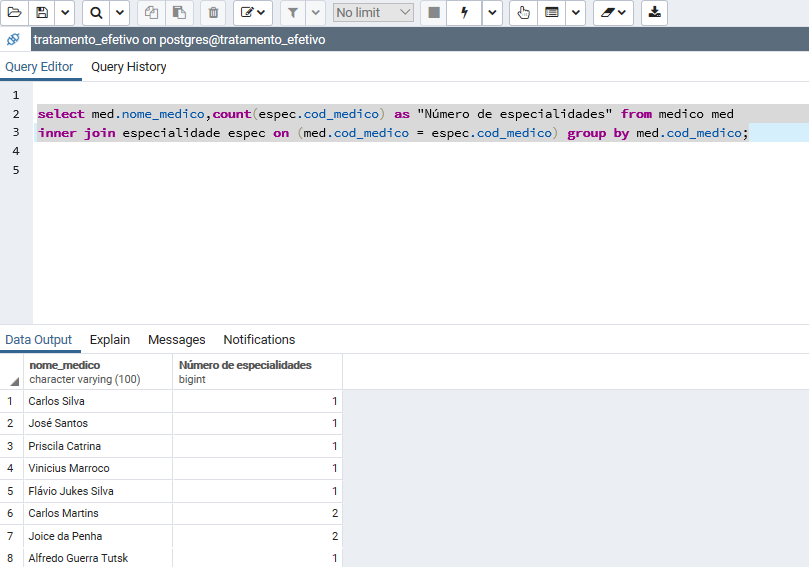 No limit
tratamento_efetivo on postgres@tratamento_efetivo
Query Editor Query History
1
2 select med.nome_medico,count(espec.cod_medico) as "Número de especialidades" from medico med
3 inner join especialidade espec on (med.cod_medico = espec.cod_medico) group by med.cod_medico;
4
5
Data Output Explain Messages Notifications
nome_medico Número de especialidades
character varying (100) bigint
1 Carlos Silva 1
2 José Santos 1
3 Priscila Catrina 1
4 Vinicius Marroco 1
5 Flávio Jukes Silva 1
6 Carlos Martins 2
7 Joice da Penha 2
8 Alfredo Guerra Tutsk 1